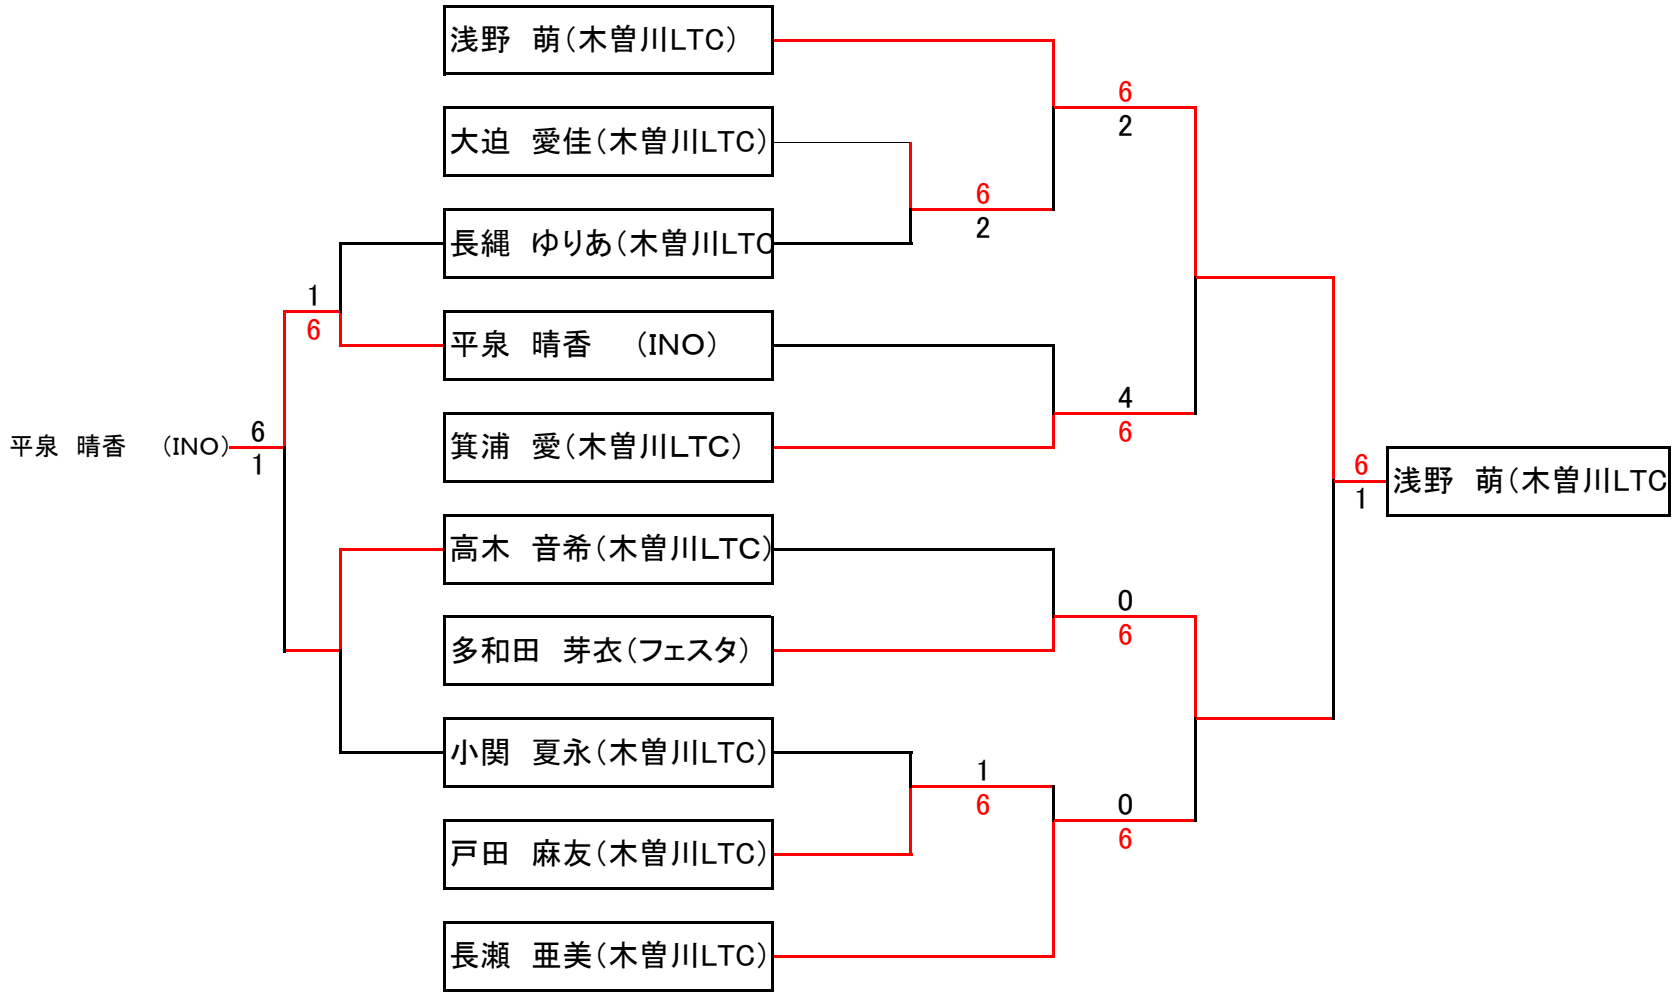 浅野　萌(木曽川LTC)
6
2
大迫　愛佳(木曽川LTC)
6
2
長縄　ゆりあ(木曽川LTC
1
6
平泉　晴香　(INO)
4
6
箕浦　愛(木曽川LTC)
平泉　晴香　(INO)
6
1
6
1
浅野　萌(木曽川LTC
高木　音希(木曽川LTC)
0
6
多和田　芽衣(フェスタ)
小関　夏永(木曽川LTC)
1
6
0
6
戸田　麻友(木曽川LTC)
長瀬　亜美(木曽川LTC)